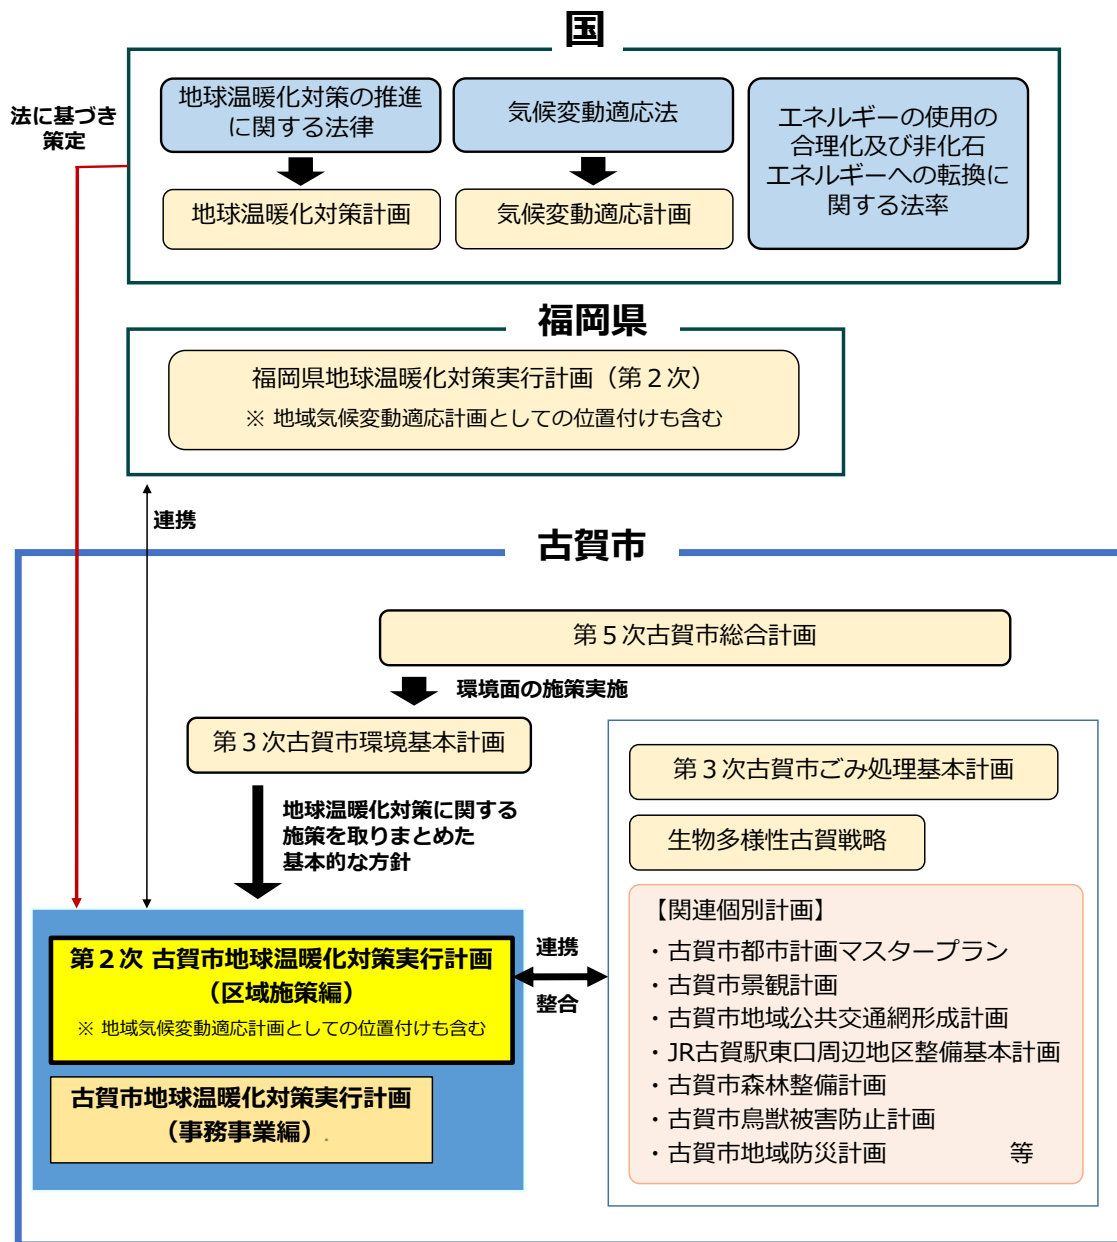 国
法に基づき
策定
地球温暖化対策の推進
に関する法律
気候変動適応法
エネルギーの使用の
合理化及び非化石
エネルギーへの転換に
関する法率
地球温暖化対策計画
気候変動適応計画
福岡県
福岡県地球温暖化対策実行計画（第２次）
※ 地域気候変動適応計画としての位置付けも含む
連携
古賀市
第５次古賀市総合計画
環境面の施策実施
第３次古賀市環境基本計画
地球温暖化対策に関する
施策を取りまとめた
基本的な方針
第２次 古賀市地球温暖化対策実行計画
（区域施策編）
※ 地域気候変動適応計画としての位置付けも含む
古賀市地球温暖化対策実行計画
（事務事業編）.
連携
整合
第３次古賀市ごみ処理基本計画
生物多様性古賀戦略
【関連個別計画】
・古賀市都市計画マスタープラン
・古賀市景観計画
・古賀市地域公共交通網形成計画
・JR古賀駅東口周辺地区整備基本計画
・古賀市森林整備計画
・古賀市鳥獣被害防止計画
・古賀市地域防災計画　　　　　等